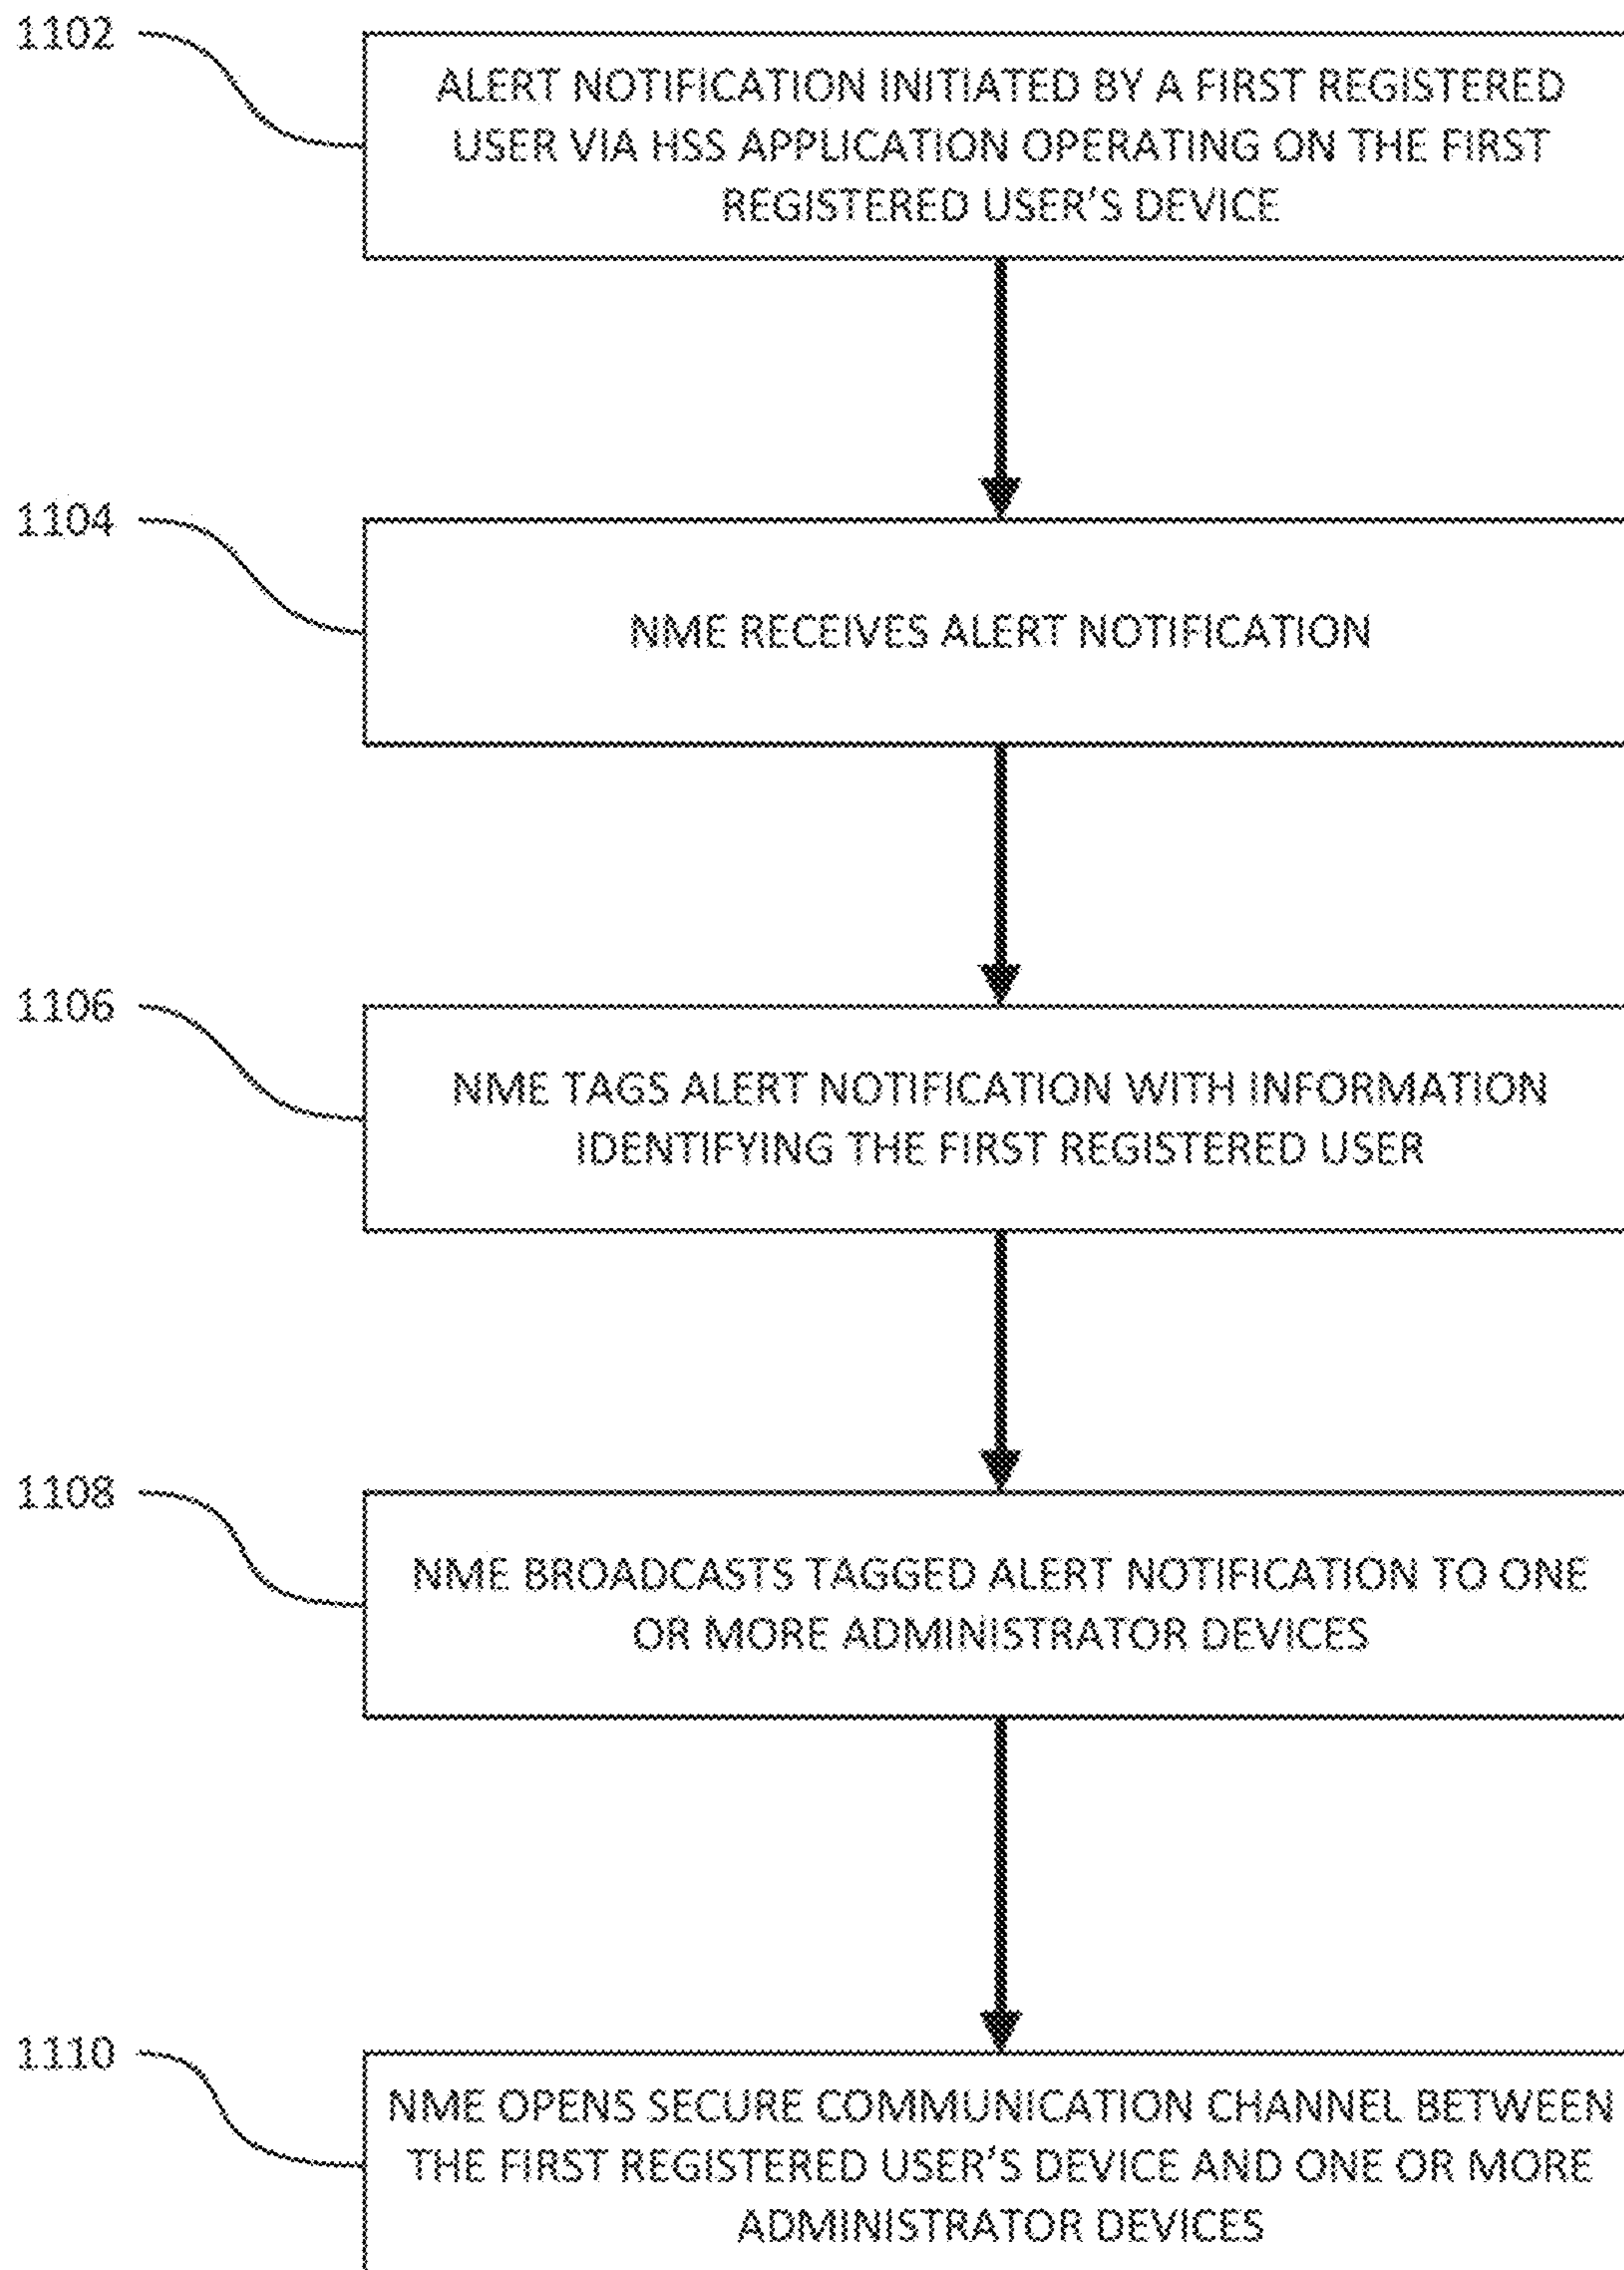 1102
ALERT NOTIFICATION INITIATED BY A FIRST REGISTERED
USER VIA HSS APPLICATION OPERATING ON THE FIRST
REGISTERED USER'S DEVICE
1104
NME RECEIVES ALERT NOTIFICATION
1106
NME TAGS ALERT NOTIFICATION WITH INFORMATION
IDENTIFYING THE FIRST REGISTERED USER
1108
NME BROADCASTS TAGGED ALERT NOTIFICATION TO ONE
OR MORE ADMINISTRATOR DEVICES
1110
NME OPENS SECURE COMMUNICATION CHANNEL BETWEEN
THE FIRST REGISTERED USER'S DEVICE AND ONE OR MORE
ADMINISTRATOR DEVICES